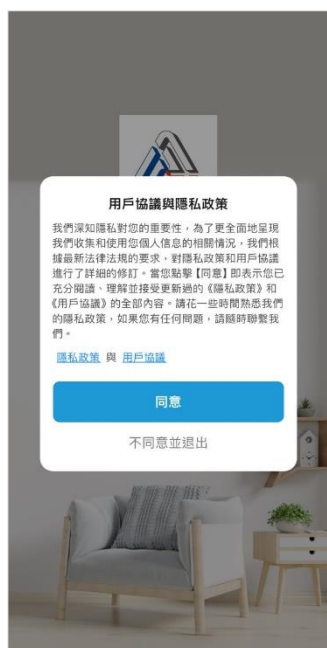 用戶協議與隱私政策
我們深知隱私對您的重要性，為了更全面地呈現
我們收集和使用您個人信息的相關情況，我們根
據最新法律法規的要求，對隱私政策和用戶協議
進行了詳細的修訂。當您點擊【同意】即表示您已
充分閱讀、理解並接受更新過的《隱私政策》和
《用戶協議》的全部內容。請花一些時間熟悉我們
的隱私政策，如果您有任何問題，請隨時聯繫我
們。
隱私政策 與 用戶協議
同意
不同意並退出